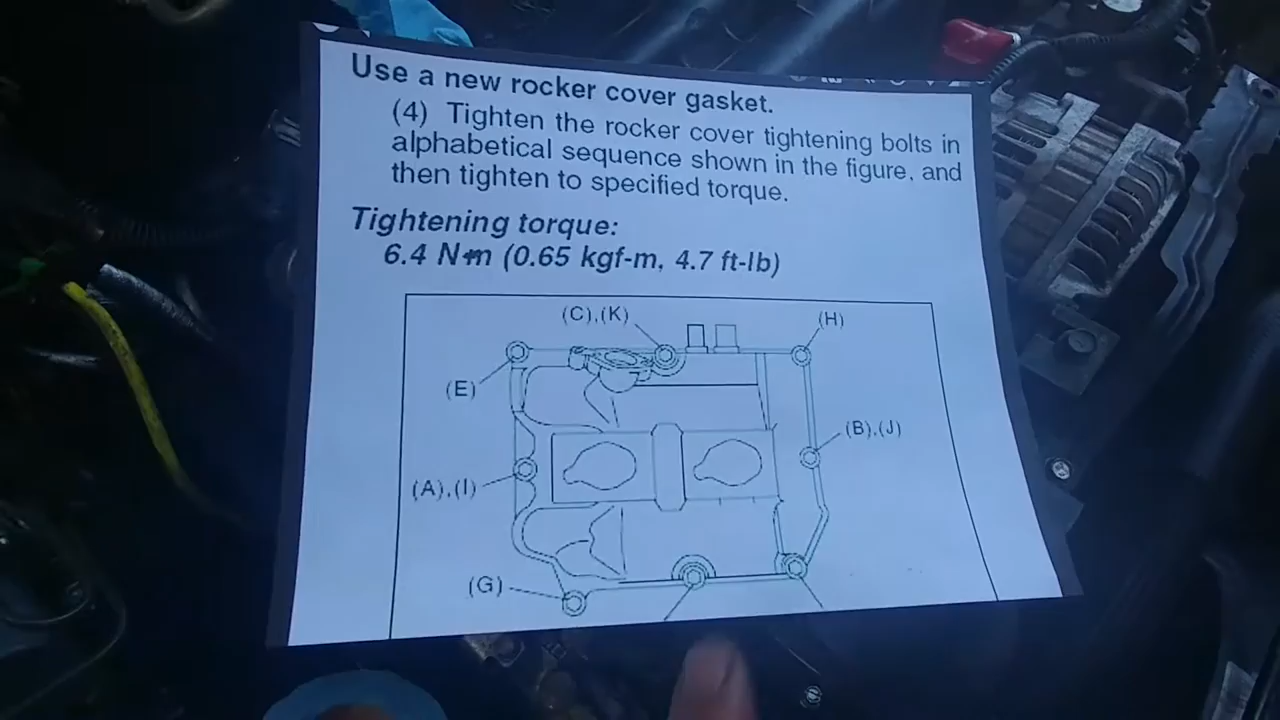 Use a new rocker cover gasket.
(4) Tighten the rocker cover tightening bolts in
alphabetical sequence shown in the figure, and
then tighten to specified torque.
Tightening torque:
6.4 N·m (0.65 kgf-m, 4.7 ft-lb)
(C),(K)
(H)
(E)
(B),(J)
(A),(I)
(G)